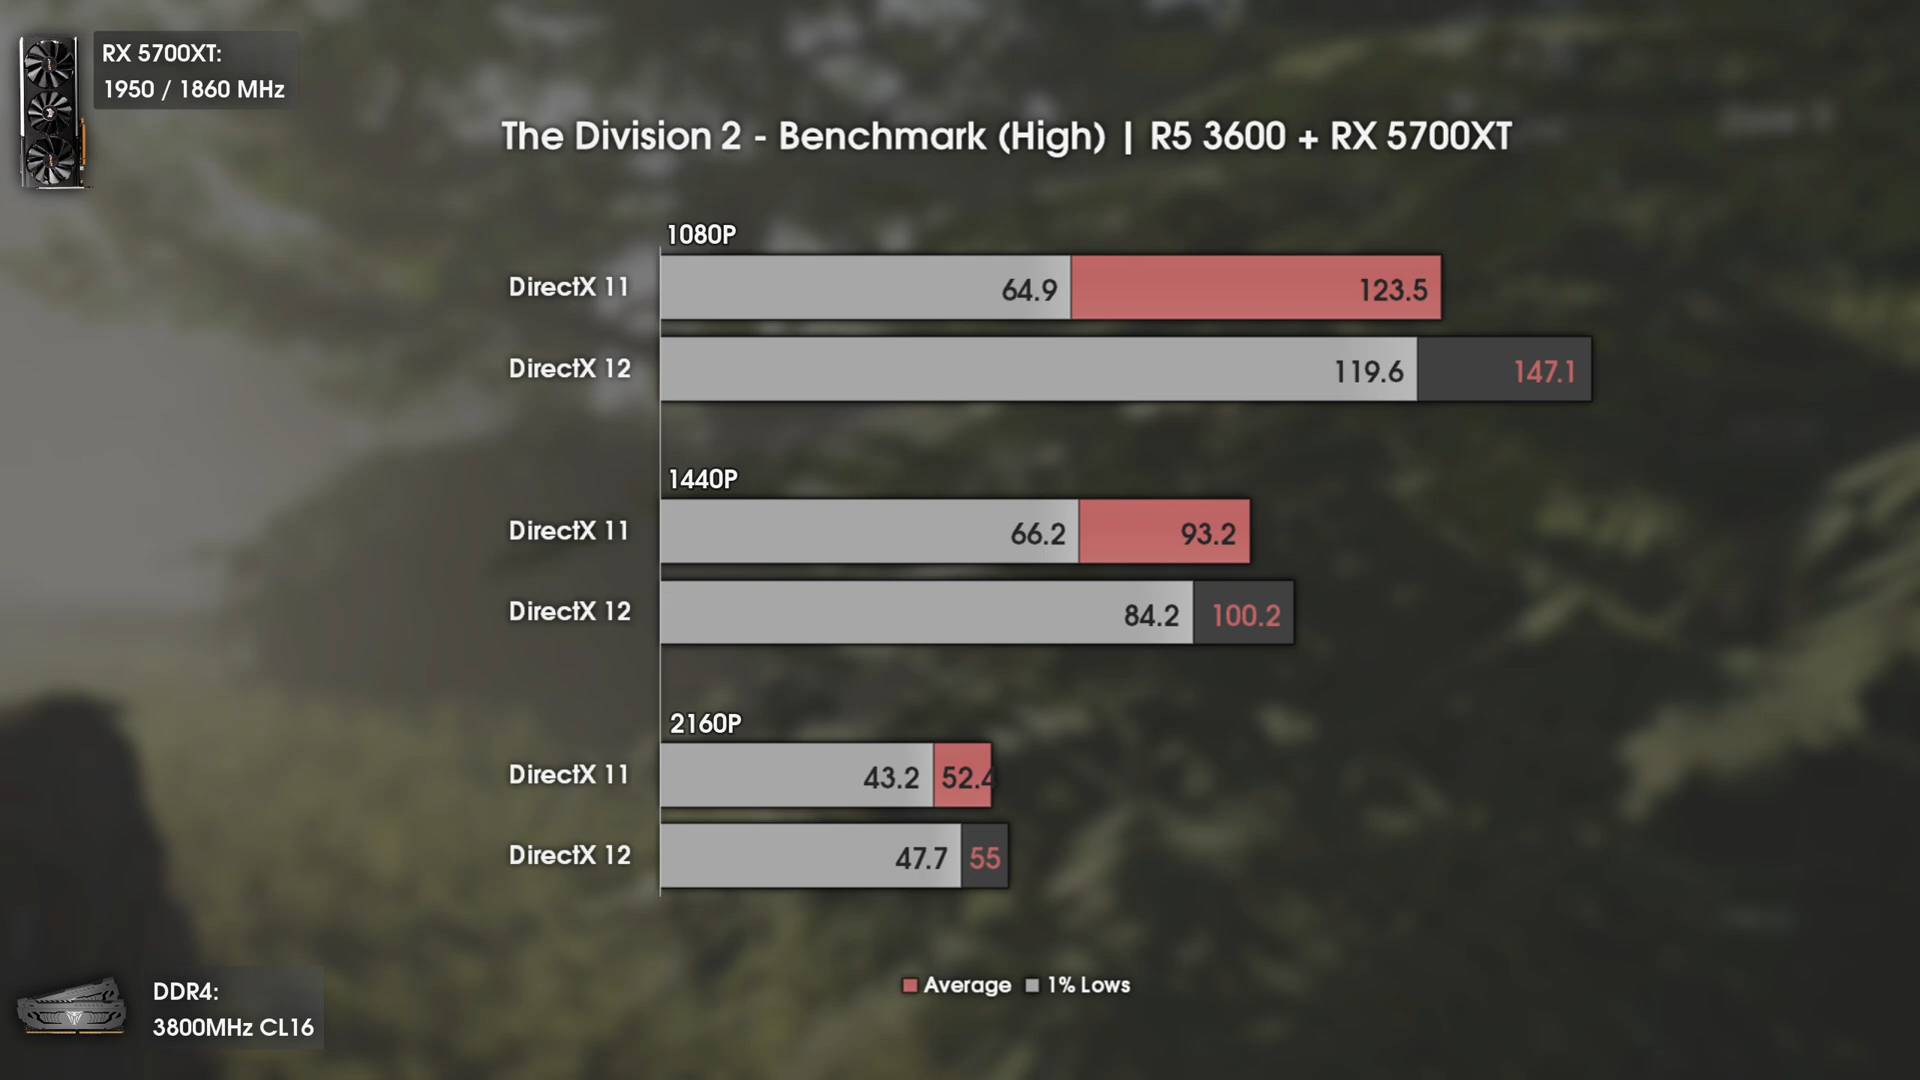 RX 5700XT:
1950 / 1860 MHz
The Division 2 - Benchmark (High) | R5 3600 + RX 5700XT
1080P
DirectX 11 64.9 123.5
DirectX 12 119.6 147.1
1440P
DirectX 11 66.2 93.2
DirectX 12 84.2 100.2
2160P
DirectX 11 43.2 52.4
DirectX 12 47.7 55
Average 1% Lows
DDR4:
3800MHz CL16